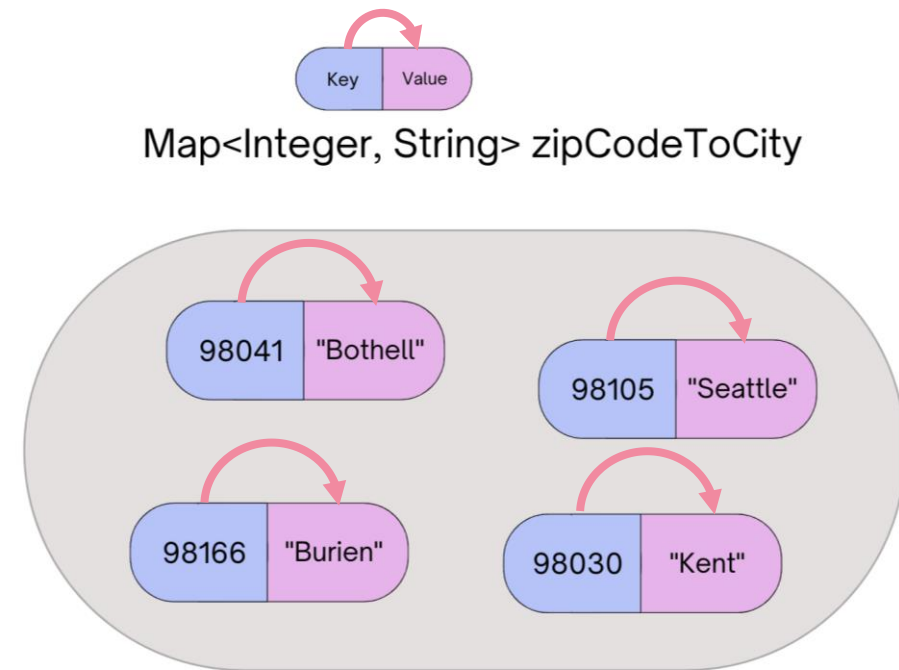 Key Value
Map<Integer, String> zipCodeToCity
98041 "Bothell"
98105 "Seattle"
98166 "Burien"
98030 "Kent"